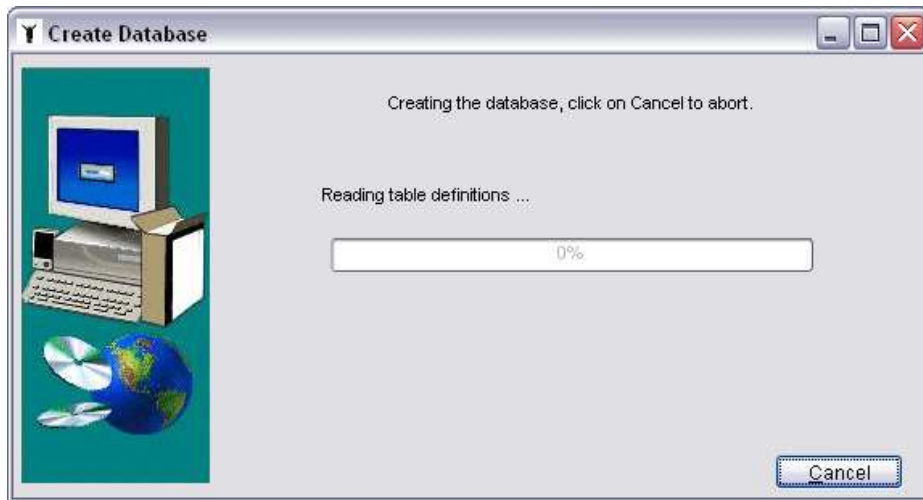 Create Database
Creating the database, click on Cancel to abort.
Reading table definitions ...
0%
Cancel